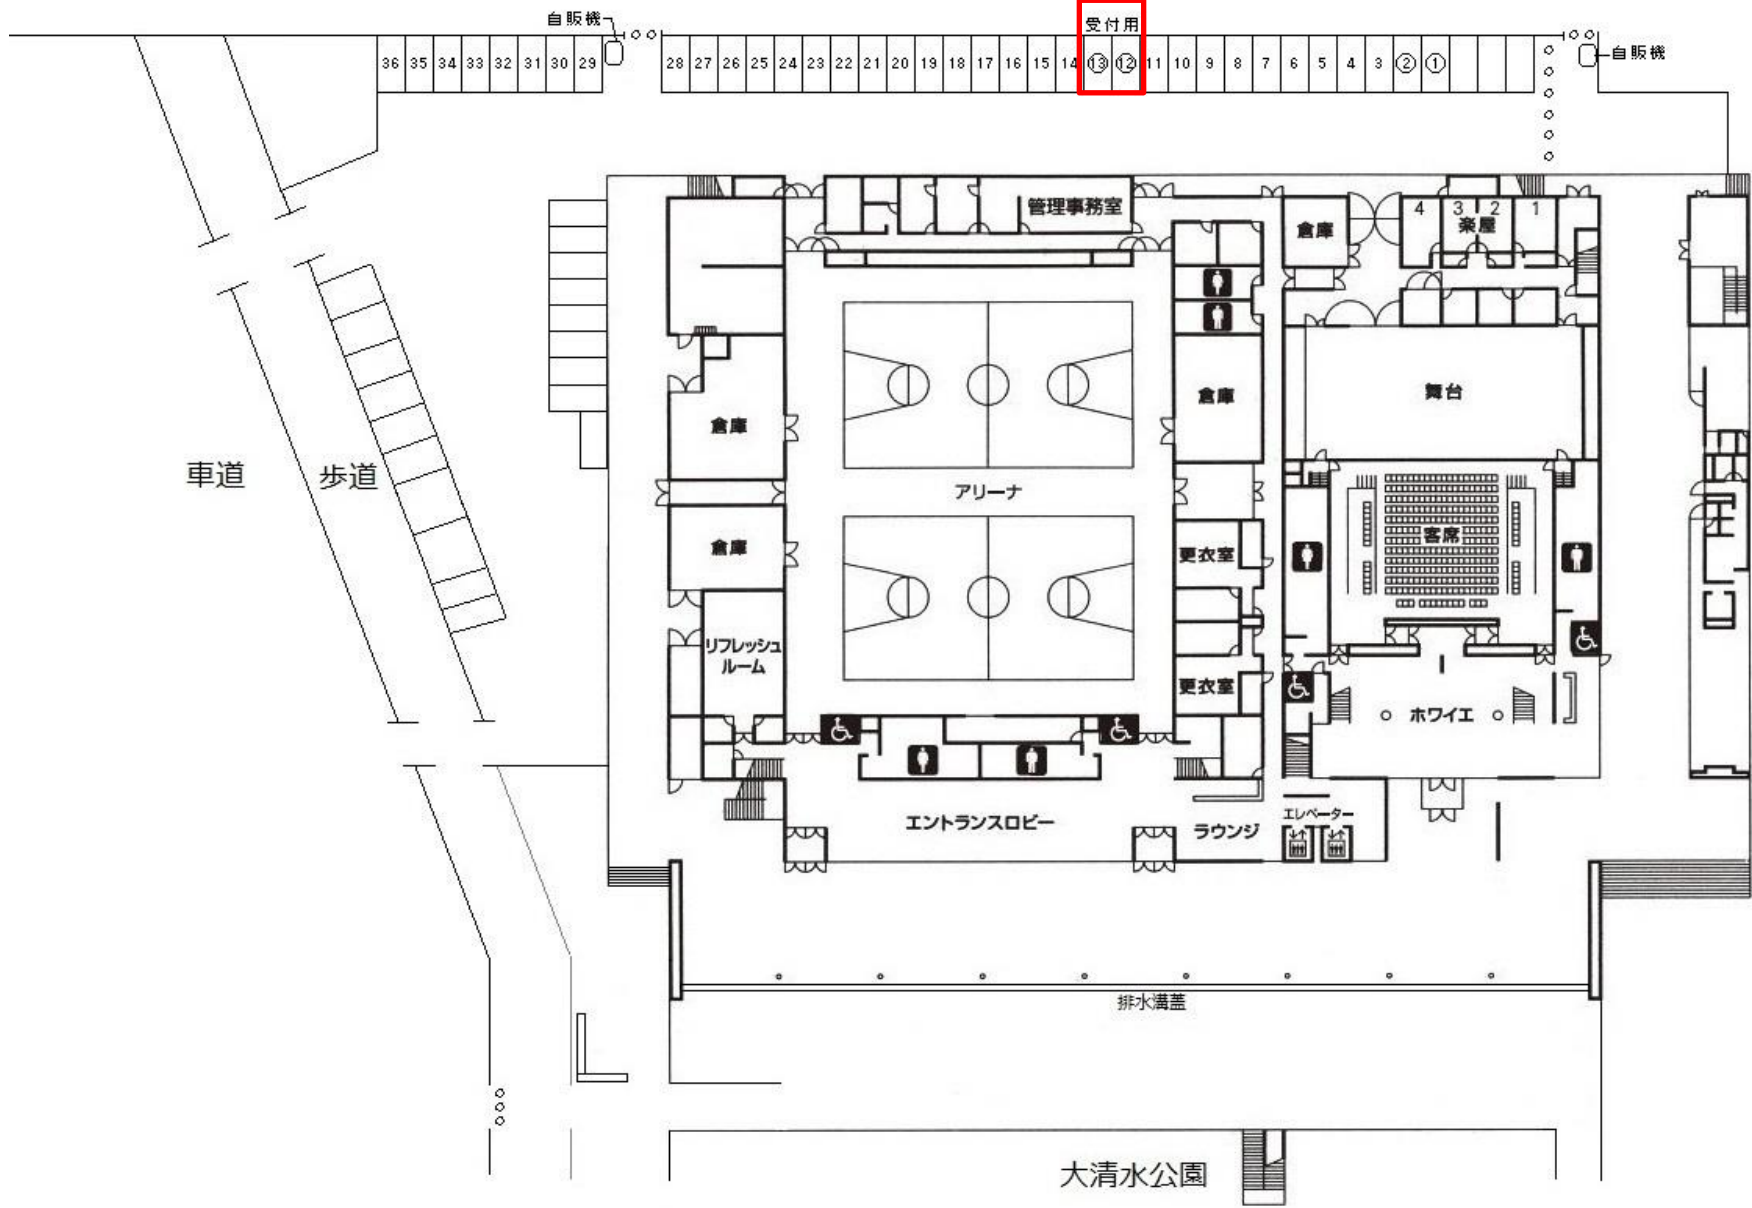 受付用
自販機
自販機
36 35 34 33 32 31 30 29
28 27 26 25 24 23 22 21 20 19 18 17 16 15 14 ⑬ ⑫ 11 10 9 8 7 6 5 4 3 ② ①
管理事務室
倉庫
4 3 2 1
楽屋
舞台
倉庫
倉庫
車道
歩道
アリーナ
客席
倉庫
更衣室
リフレッシュ
ルーム
更衣室
ホワイエ
エントランスロビー
ラウンジ
エレベーター
排水溝蓋
大清水公園